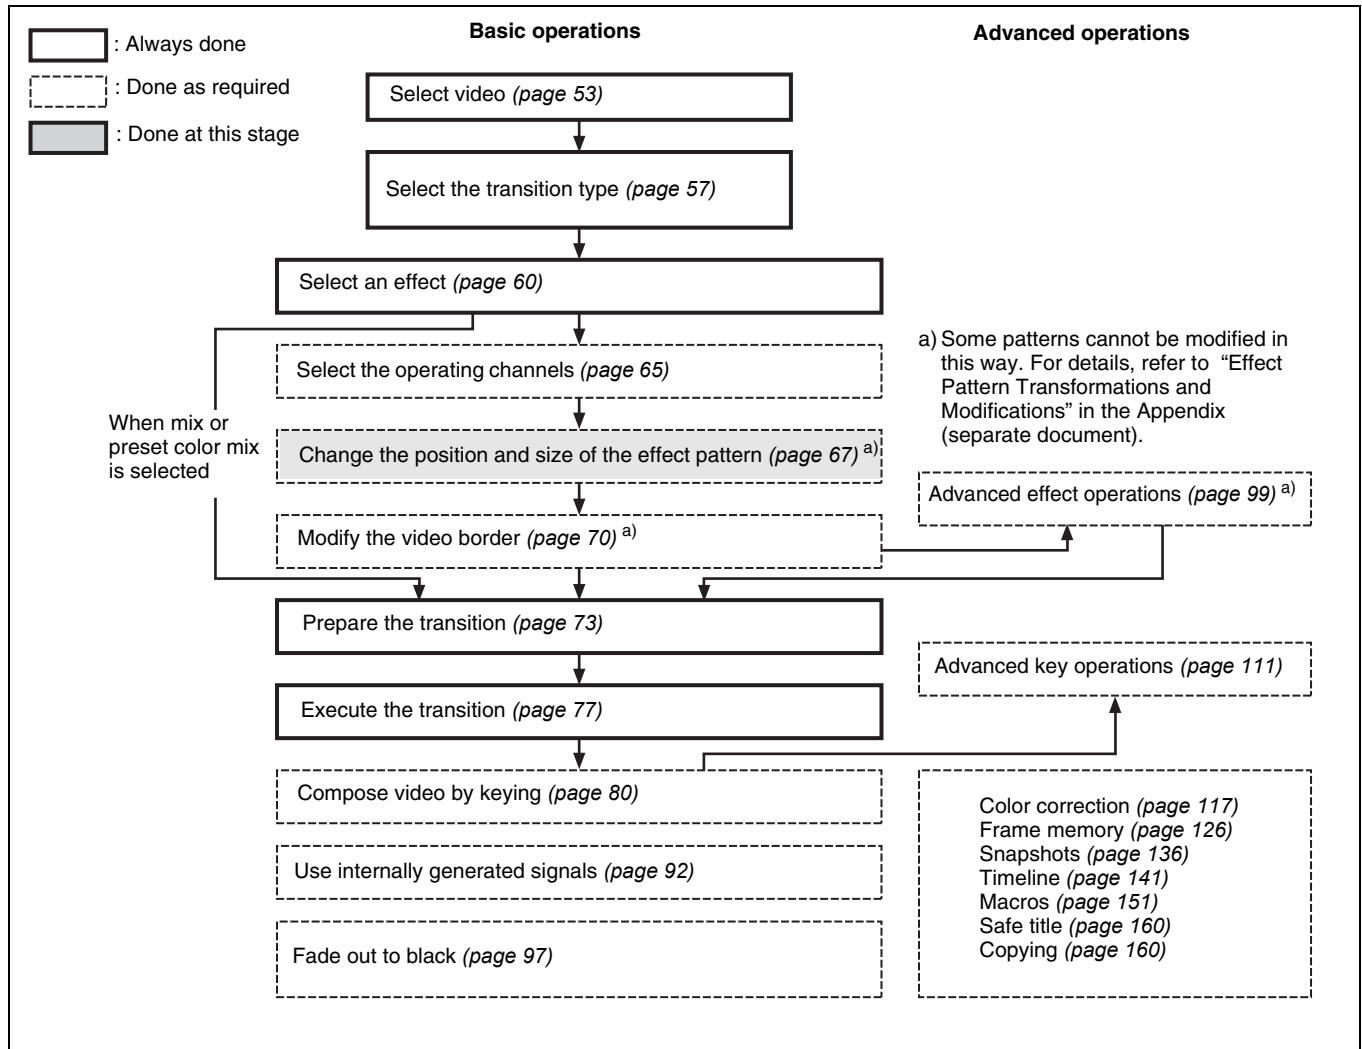 Basic operations
Advanced operations
: Always done
: Done as required
: Done at this stage
Select video (page 53)
Select the transition type (page 57)
Select an effect (page 60)
Select the operating channels (page 65)
When mix or
preset color mix
is selected
Change the position and size of the effect pattern (page 67) a)
Modify the video border (page 70) a)
a) Some patterns cannot be modified in
this way. For details, refer to “Effect
Pattern Transformations and
Modifications” in the Appendix
(separate document).
Advanced effect operations (page 99) a)
Prepare the transition (page 73)
Execute the transition (page 77)
Advanced key operations (page 111)
Compose video by keying (page 80)
Use internally generated signals (page 92)
Fade out to black (page 97)
Color correction (page 117)
Frame memory (page 126)
Snapshots (page 136)
Timeline (page 141)
Macros (page 151)
Safe title (page 160)
Copying (page 160)